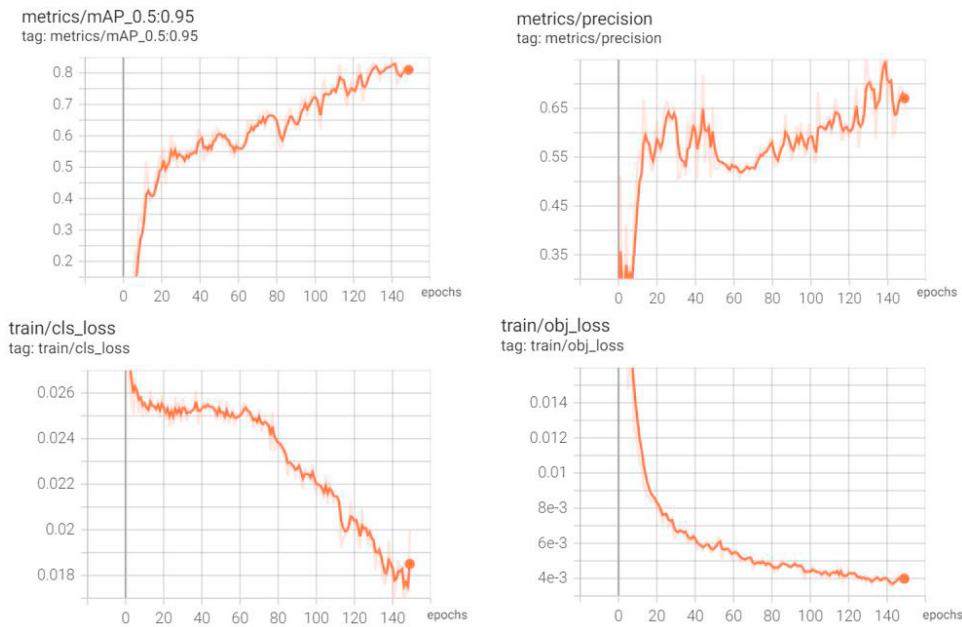 metrics/mAP_0.5:0.95
tag: metrics/mAP_0.5:0.95
0.8
0.7
0.6
0.5
0.4
0.3
0.2
0 20 40 60 80 100 120 140 epochs
metrics/precision
tag: metrics/precision
0.65
0.55
0.45
0.35
0 20 40 60 80 100 120 140 epochs
train/cls_loss
tag: train/cls_loss
0.026
0.024
0.022
0.02
0.018
0 20 40 60 80 100 120 140 epochs
train/obj_loss
tag: train/obj_loss
0.014
0.012
0.01
8e-3
6e-3
4e-3
0 20 40 60 80 100 120 140 epochs